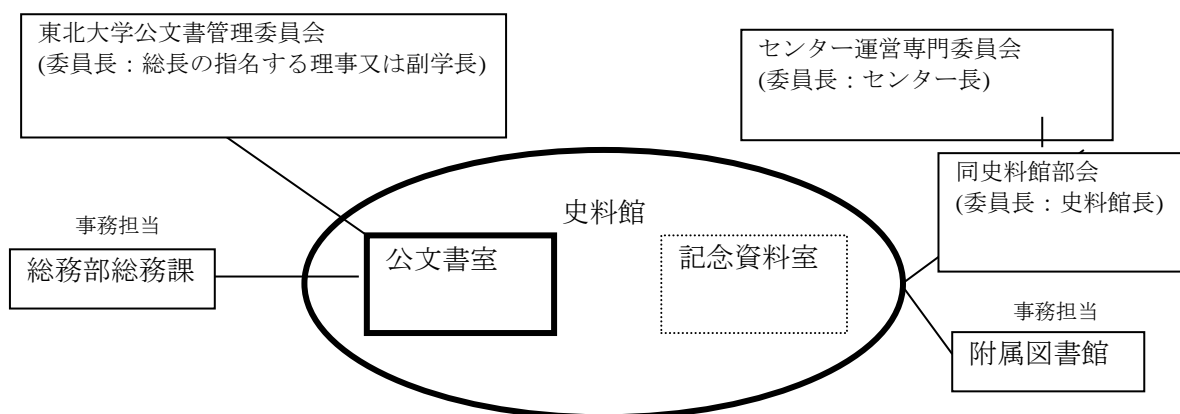 東北大学公文書管理委員会
(委員長：総長の指名する理事又は副学長)
センター運営専門委員会
(委員長：センター長)
同史料館部会
(委員長：史料館長)
史料館
事務担当
総務部総務課
公文書室
記念資料室
事務担当
附属図書館